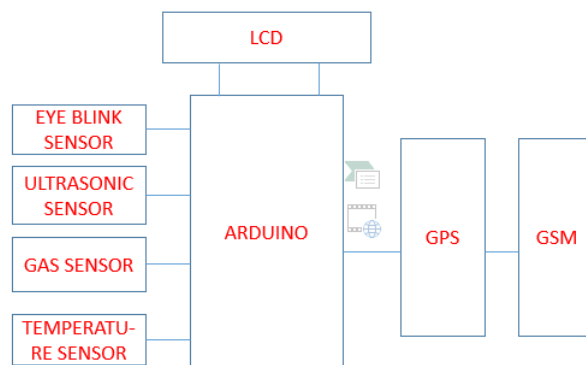 LCD
EYE BLINK
SENSOR
ULTRASONIC
SENSOR
GAS SENSOR
TEMPERATU-
RE SENSOR
ARDUINO
GPS
GSM